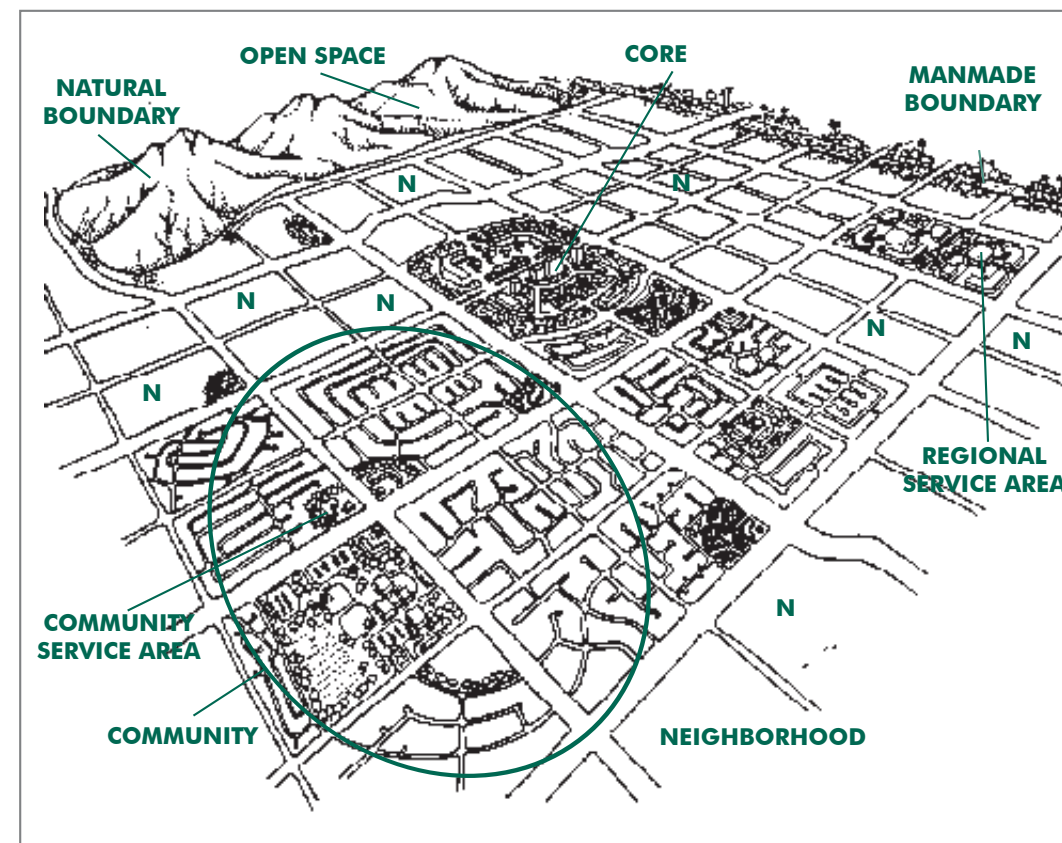 OPEN SPACE
CORE
NATURAL
BOUNDARY
MANMADE
BOUNDARY
N
N
N
N
N
N
N
REGIONAL
SERVICE AREA
N
COMMUNITY
SERVICE AREA
COMMUNITY
NEIGHBORHOOD